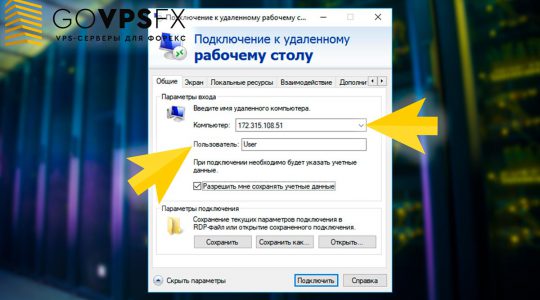 GOVPSFX
VPS-СЕРВЕРЫ ДЛЯ ФОРЕКС
Подключение к удаленному рабочему сто...
Подключение к удаленному
рабочему столу
Общие Экран Локальные ресурсы Взаимодействие Дополни
Параметры входа
Введите имя удаленного компьютера.
Компьютер: 172.315.108.51
Пользователь: User
При подключении необходимо будет указать учетные
данные.
Разрешить мне сохранять учетные данные
Параметры подключения
Сохранение текущих параметров подключения в
RDP-файл или открытие сохраненного подключения.
Сохранить Сохранить как... Открыть...
Скрыть параметры Подключить Справка